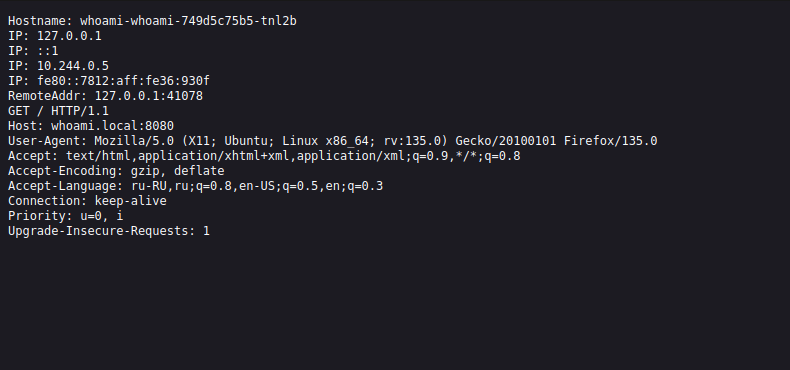 Hostname: whoami-whoami-749d5c75b5-tnl2b
IP: 127.0.0.1
IP: ::1
IP: 10.244.0.5
IP: fe80::7812:aff:fe36:930f
RemoteAddr: 127.0.0.1:41078
GET / HTTP/1.1
Host: whoami.local:8080
User-Agent: Mozilla/5.0 (X11; Ubuntu; Linux x86_64; rv:135.0) Gecko/20100101 Firefox/135.0
Accept: text/html,application/xhtml+xml,application/xml;q=0.9,*/*;q=0.8
Accept-Encoding: gzip, deflate
Accept-Language: ru-RU,ru;q=0.8,en-US;q=0.5,en;q=0.3
Connection: keep-alive
Priority: u=0, i
Upgrade-Insecure-Requests: 1